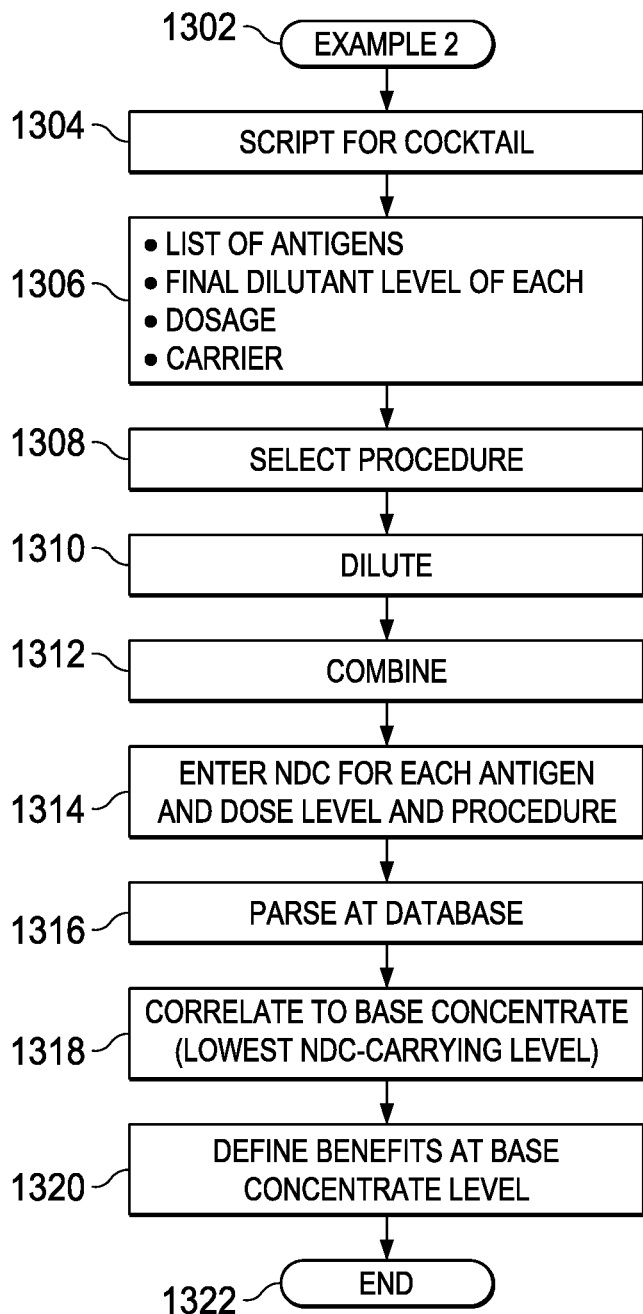 1302
EXAMPLE 2
1304
SCRIPT FOR COCKTAIL
1306
• LIST OF ANTIGENS
• FINAL DILUTANT LEVEL OF EACH
• DOSAGE
• CARRIER
1308
SELECT PROCEDURE
1310
DILUTE
1312
COMBINE
1314
ENTER NDC FOR EACH ANTIGEN
AND DOSE LEVEL AND PROCEDURE
1316
PARSE AT DATABASE
1318
CORRELATE TO BASE CONCENTRATE
(LOWEST NDC-CARRYING LEVEL)
1320
DEFINE BENEFITS AT BASE
CONCENTRATE LEVEL
1322
END